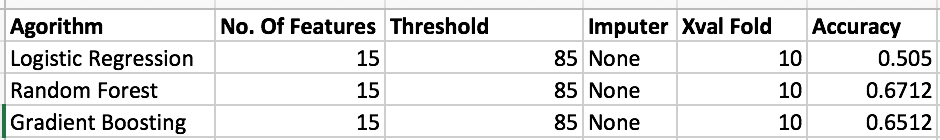 Agorithm No. Of Features Threshold Imputer Xval Fold Accuracy
Logistic Regression 15 85 None 10 0.505
Random Forest 15 85 None 10 0.6712
Gradient Boosting 15 85 None 10 0.6512